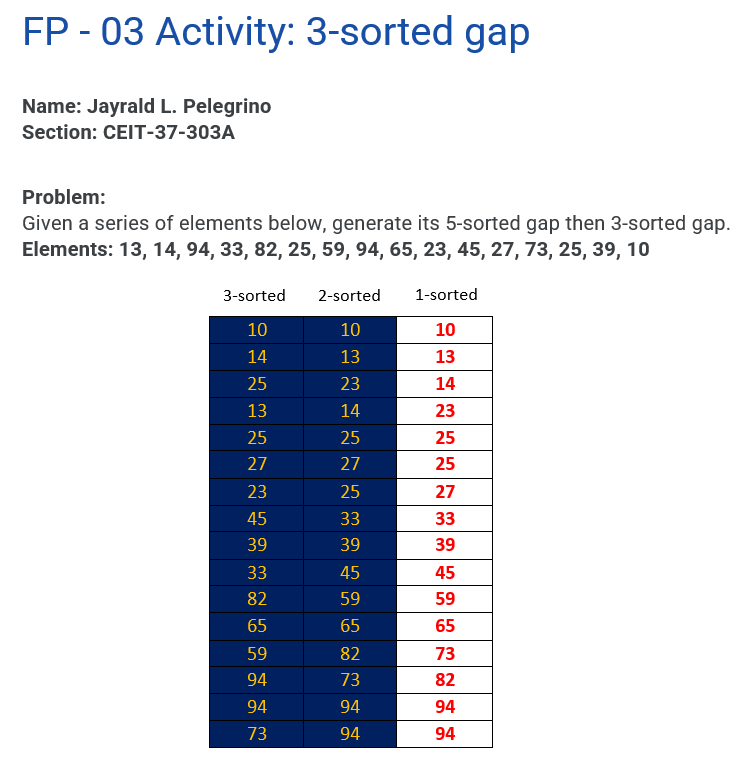 FP - 03 Activity: 3-sorted gap
Name: Jayrald L. Pelegrino
Section: CEIT-37-303A
Problem:
Given a series of elements below, generate its 5-sorted gap then 3-sorted gap.
Elements: 13, 14, 94, 33, 82, 25, 59, 94, 65, 23, 45, 27, 73, 25, 39, 10
3-sorted 2-sorted 1-sorted
10 10 10
14 13 13
25 23 14
13 14 23
25 25 25
27 27 25
23 25 27
45 33 33
39 39 39
33 45 45
82 59 59
65 65 65
59 82 73
94 73 82
94 94 94
73 94 94